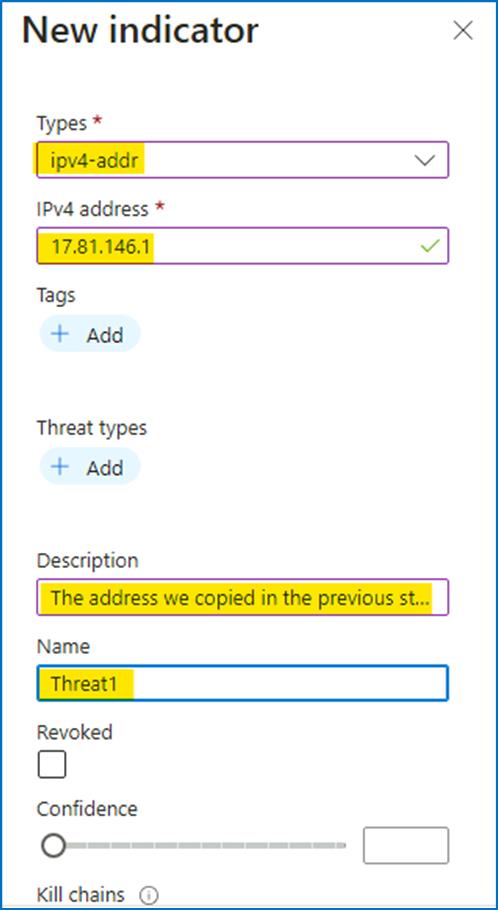 New indicator
Types *
ipv4-addr
IPv4 address *
17.81.146.1
Tags
+ Add
Threat types
+ Add
Description
The address we copied in the previous st...
Name
Threat1
Revoked
Confidence
Kill chains